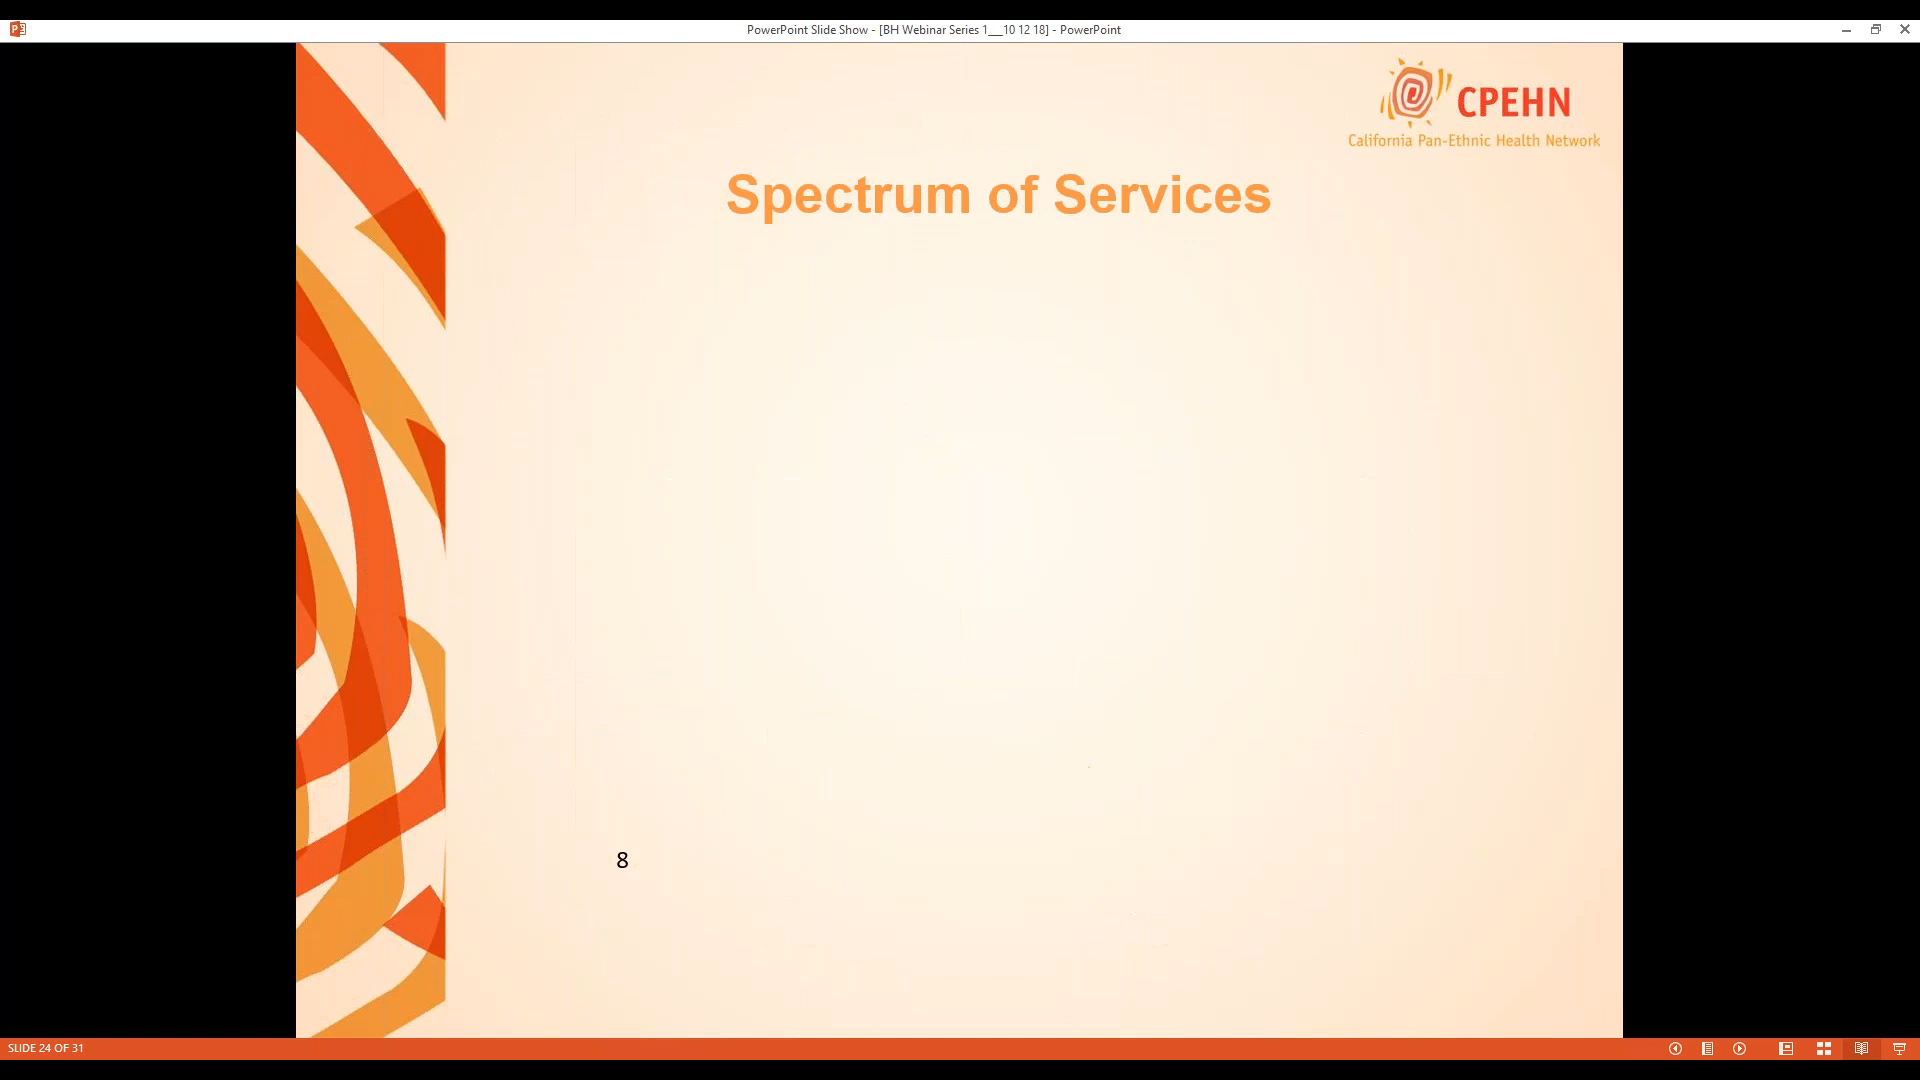 PowerPoint Slide Show - [BH Webinar Series 1___10 12 18] - PowerPoint
CPEHN
California Pan-Ethnic Health Network
Spectrum of Services
8
SLIDE 24 OF 31